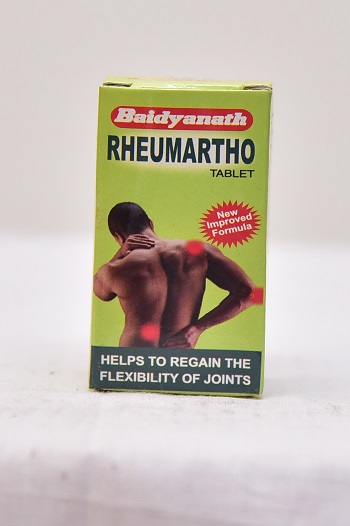 Baidyanath
RHEUMARTHO
TABLET
New
Improved
Formula
HELPS TO REGAIN THE
FLEXIBILITY OF JOINTS